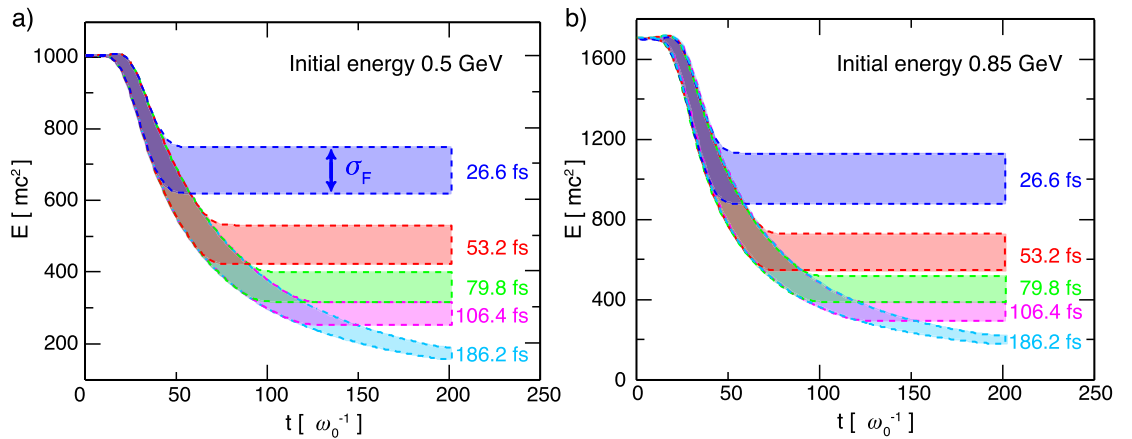 a)
Initial energy 0.5 GeV
E [ mc²]
1000
800
600
400
200
σF
26.6 fs
53.2 fs
79.8 fs
106.4 fs
186.2 fs
0
50
100
150
200
250
t [ ω₀⁻¹]
b)
Initial energy 0.85 GeV
E [ mc²]
1600
1200
800
400
0
26.6 fs
53.2 fs
79.8 fs
106.4 fs
186.2 fs
0
50
100
150
200
250
t [ ω₀⁻¹]